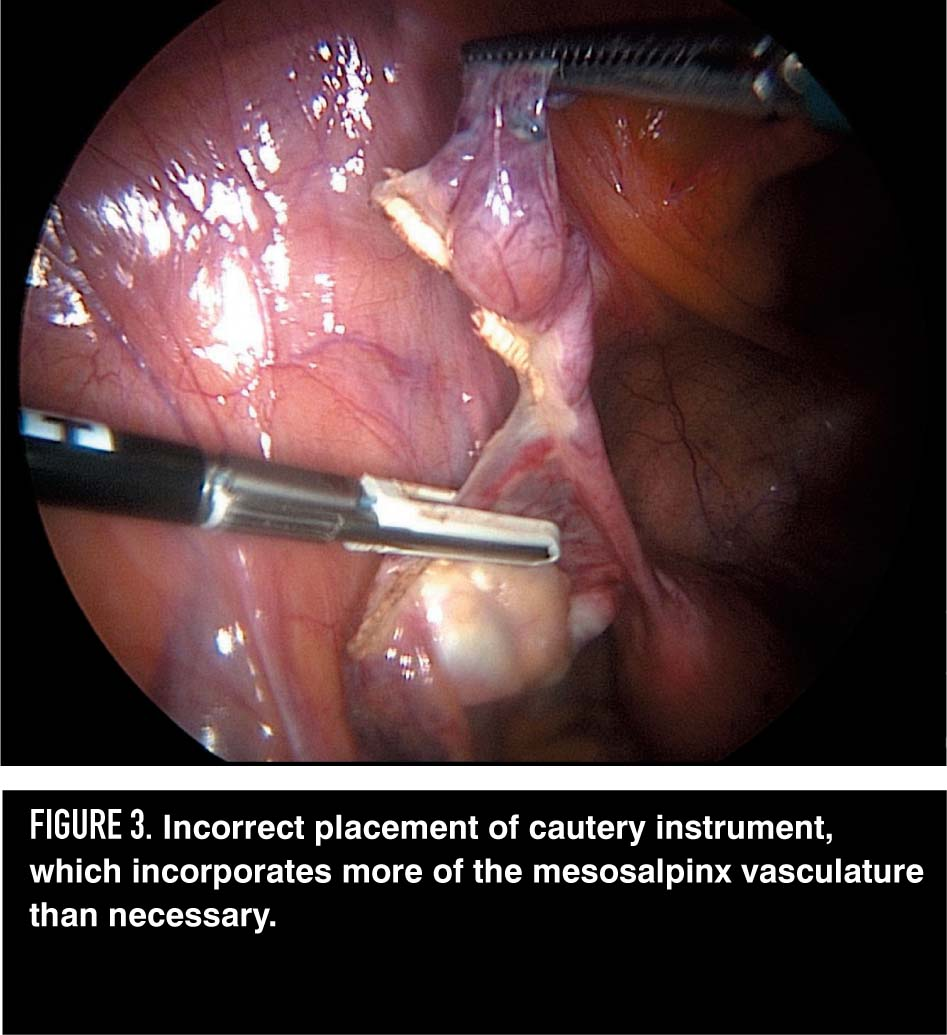 FIGURE 3. Incorrect placement of cautery instrument,
which incorporates more of the mesosalpinx vasculature
than necessary.